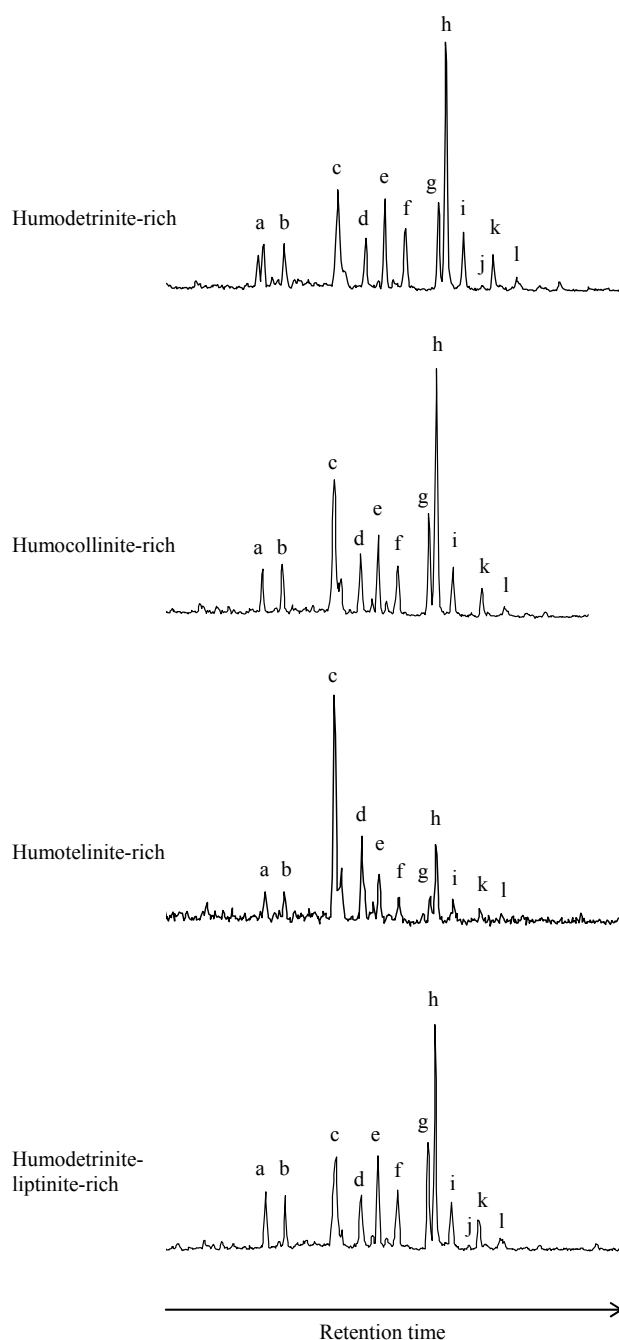 h
c
e
g
Humodetrinite-rich
a b
d
f
i
k
j
l
h
c
e
g
Humocollinite-rich
a b
d
f
i
k
l
c
d
h
Humotelinite-rich
e
a b
f
g
i
k
l
h
c
e
g
Humodetrinite-
liptinite-rich
a b
d
f
i
k
j
l
Retention time